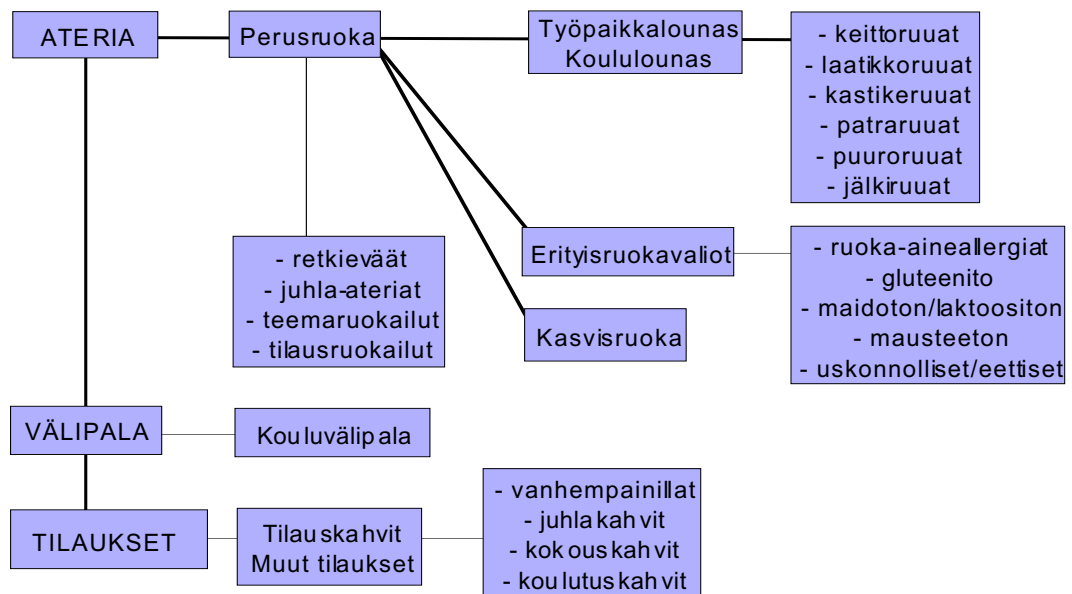 ATERIA
Perusruoka
Työpaikkalounas
Koululounas
- keittoruuat
- laatikkoruuat
- kastikeruuat
- patraruuat
- puuroruuat
- jälkiruuat
- retkieväät
- juhla-ateriat
- teemaruokailut
- tilausruokailut
Erityisruokavaliot
- ruoka-aineallergiat
- gluteenito
- maidoton/laktoositon
- mausteeton
- uskonnolliset/eettiset
Kasvisruoka
VÄLIPALA
Kouluvälipala
TILAUKSET
Tilauskahvit
Muut tilaukset
- vanhempainillat
- juhlakahvit
- kokouskahvit
- koulutuskahvit